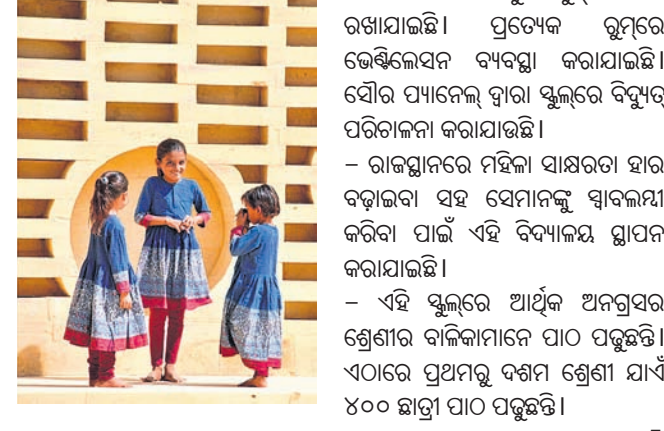 ରଖାଯାଇଛି। ପ୍ରତ୍ୟେକ ରୁମ୍‌ରେ
ଭେଣ୍ଟିଲେସନ ବ୍ୟବସ୍ଥା କରାଯାଇଛି।
ସୌର ପ୍ୟାନେଲ୍ ଦ୍ୱାରା ସ୍କୁଲ୍‌ରେ ବିଦ୍ୟୁତ୍
ପରିଚାଳନା କରାଯାଉଛି।
– ରାଜସ୍ଥାନରେ ମହିଳା ସାକ୍ଷରତା ହାର
ବଢ଼ାଇବା ସହ ସେମାନଙ୍କୁ ସ୍ୱାବଲମ୍ବୀ
କରିବା ପାଇଁ ଏହି ବିଦ୍ୟାଳୟ ସ୍ଥାପନ
କରାଯାଇଛି।
– ଏହି ସ୍କୁଲ୍‌ରେ ଆର୍ଥିକ ଅନଗ୍ରସର
ଶ୍ରେଣୀର ବାଳିକାମାନେ ପାଠ ପଢୁଛନ୍ତି।
ଏଠାରେ ପ୍ରଥମରୁ ଦଶମ ଶ୍ରେଣୀ ଯାଏଁ
୪୦୦ ଛାତ୍ରୀ ପାଠ ପଢୁଛନ୍ତି।